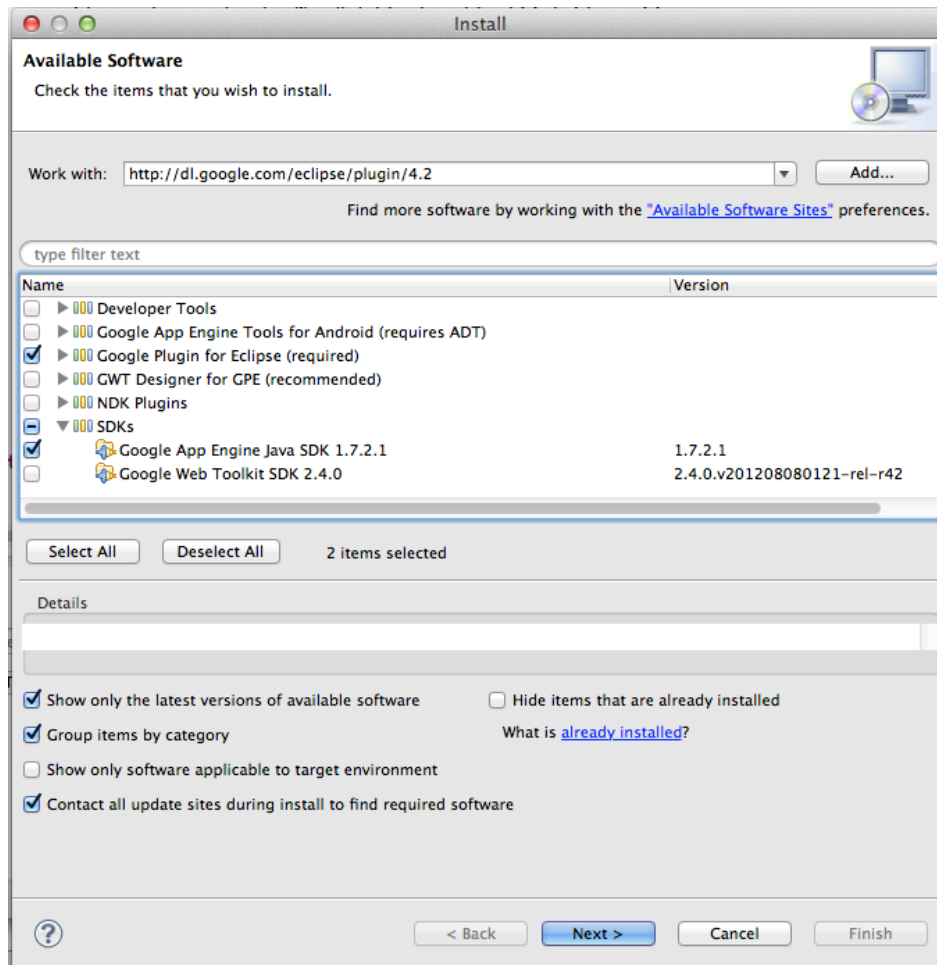 Install
Available Software
Check the items that you wish to install.
Work with: http://dl.google.com/eclipse/plugin/4.2 Add...
Find more software by working with the "Available Software Sites" preferences.
type filter text
Name Version
Developer Tools
Google App Engine Tools for Android (requires ADT)
Google Plugin for Eclipse (required)
GWT Designer for GPE (recommended)
NDK Plugins
SDKs
Google App Engine Java SDK 1.7.2.1 1.7.2.1
Google Web Toolkit SDK 2.4.0 2.4.0.v201208080121-rel-r42
Select All Deselect All 2 items selected
Details
Show only the latest versions of available software Hide items that are already installed
Group items by category What is already installed?
Show only software applicable to target environment
Contact all update sites during install to find required software
? < Back Next > Cancel Finish